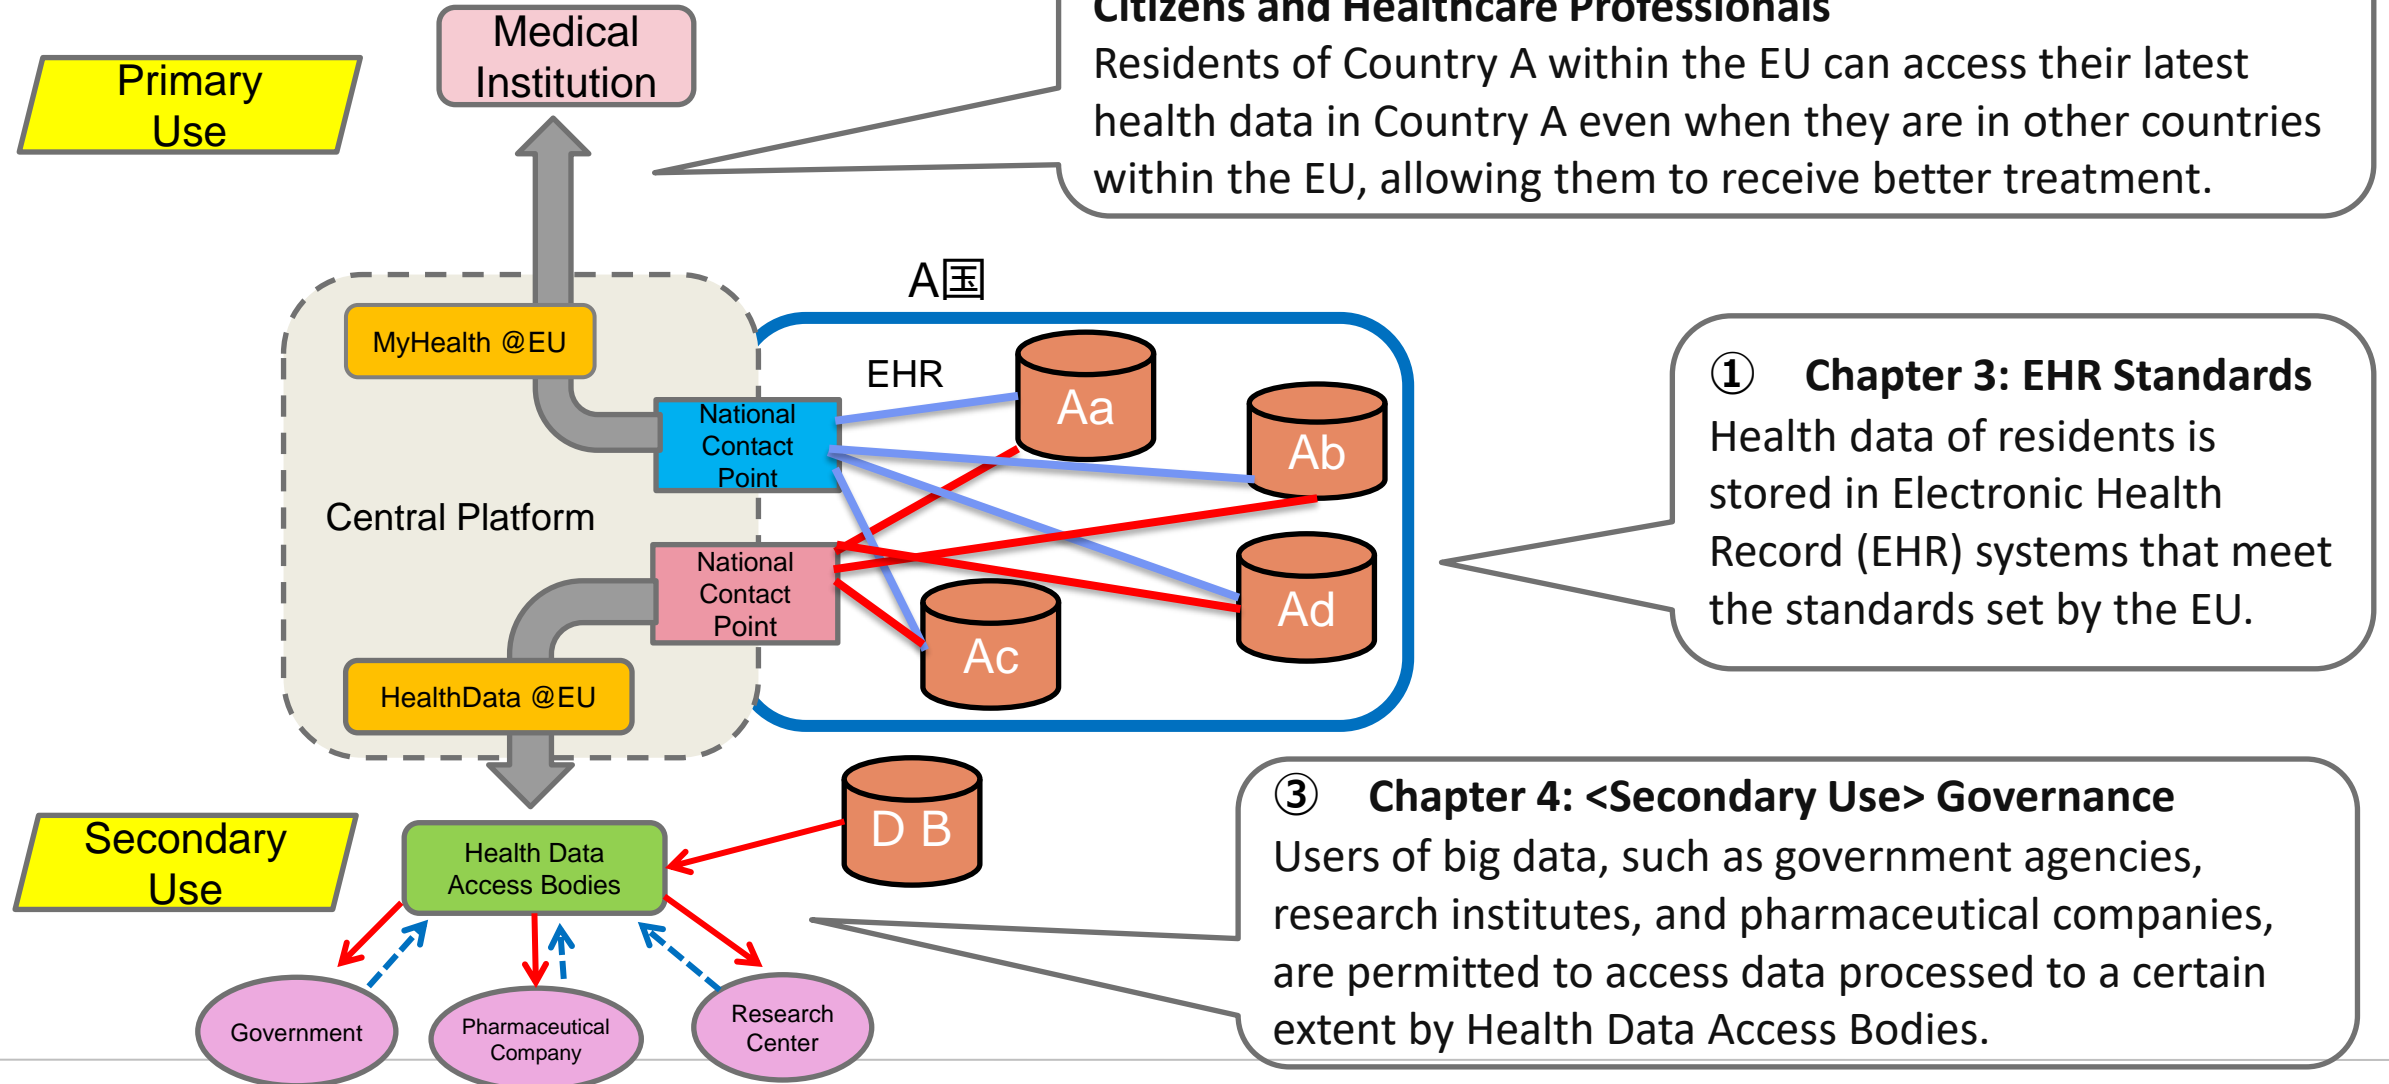 Citizens and Healthcare Professionals
Residents of Country A within the EU can access their latest
health data in Country A even when they are in other countries
within the EU, allowing them to receive better treatment.
Medical
Institution
Primary
Use
A国
MyHealth @EU
EHR
Aa
Ab
National
Contact
Point
Central Platform
National
Contact
Point
Ac
Ad
HealthData @EU
① Chapter 3: EHR Standards
Health data of residents is
stored in Electronic Health
Record (EHR) systems that meet
the standards set by the EU.
Secondary
Use
Health Data
Access Bodies
D B
Government
Pharmaceutical
Company
Research
Center
③ Chapter 4: <Secondary Use> Governance
Users of big data, such as government agencies,
research institutes, and pharmaceutical companies,
are permitted to access data processed to a certain
extent by Health Data Access Bodies.